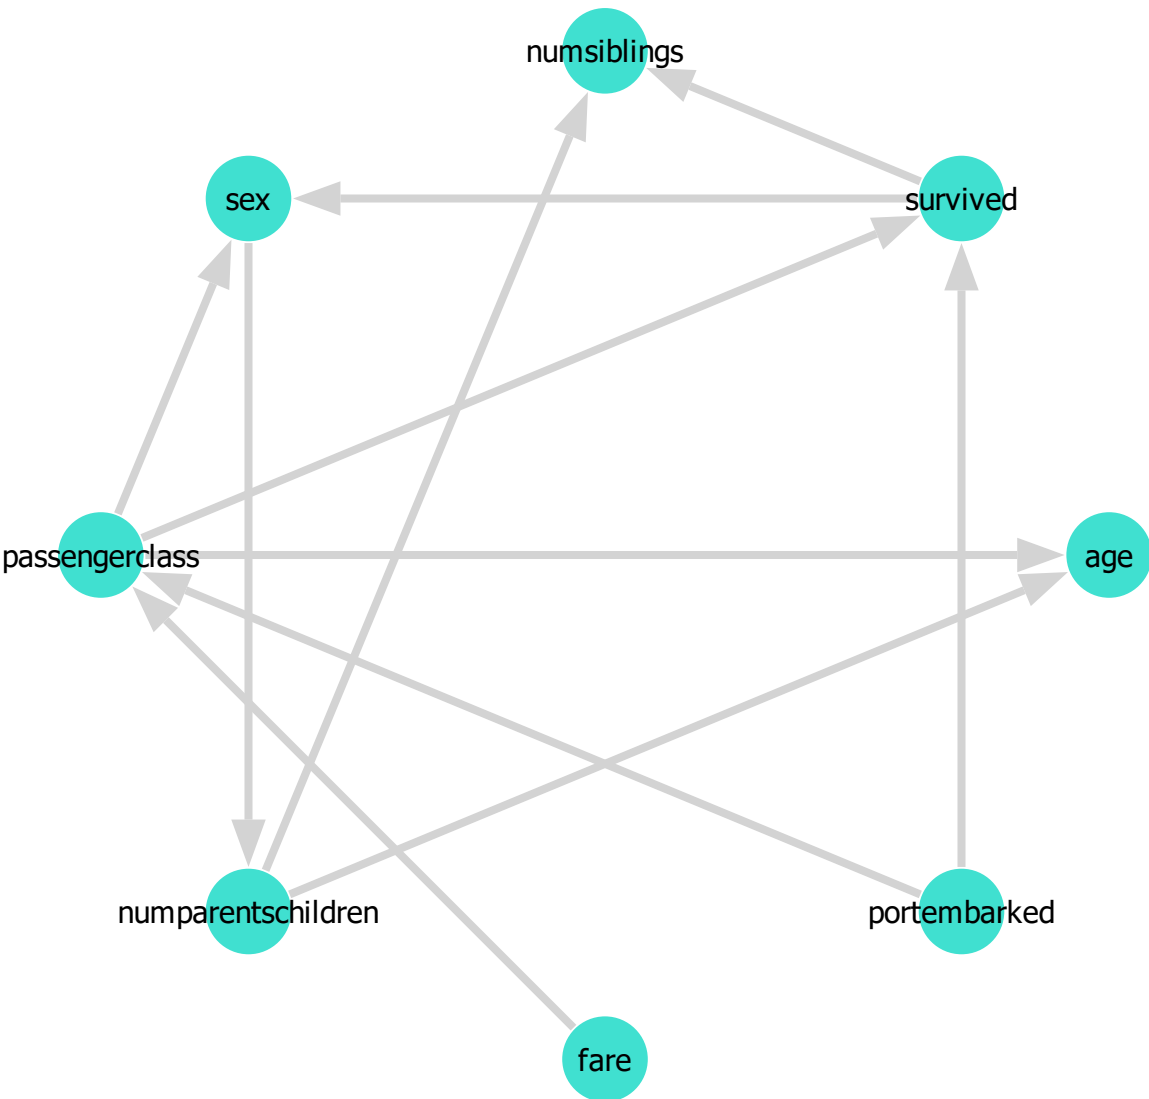 numsiblings
sex
survived
passengerclass
age
numparentschildren
portembarked
fare